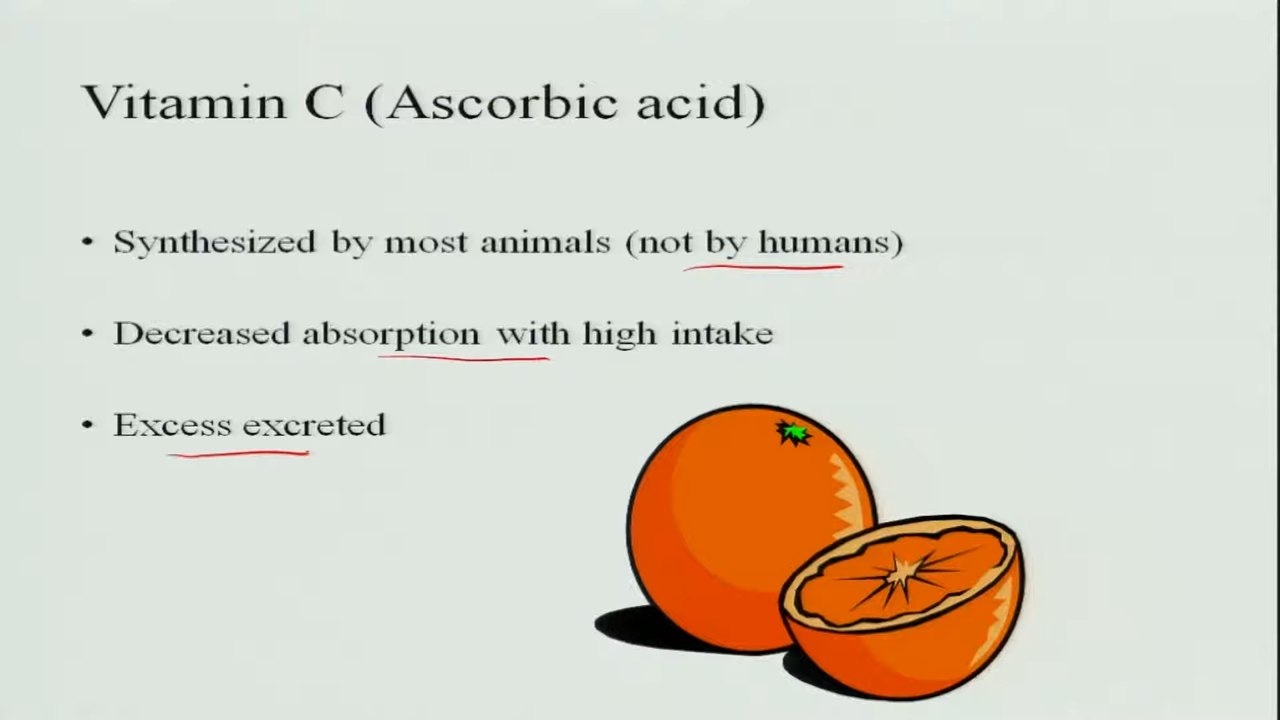 Vitamin C (Ascorbic acid)
• Synthesized by most animals (not by humans)
• Decreased absorption with high intake
• Excess excreted